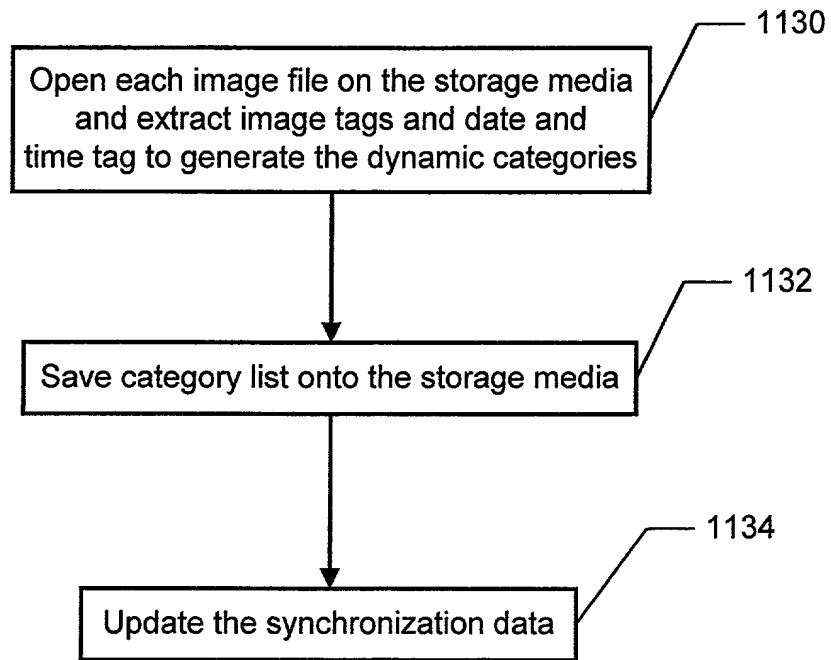 1130
Open each image file on the storage media
and extract image tags and date and
time tag to generate the dynamic categories
1132
Save category list onto the storage media
1134
Update the synchronization data